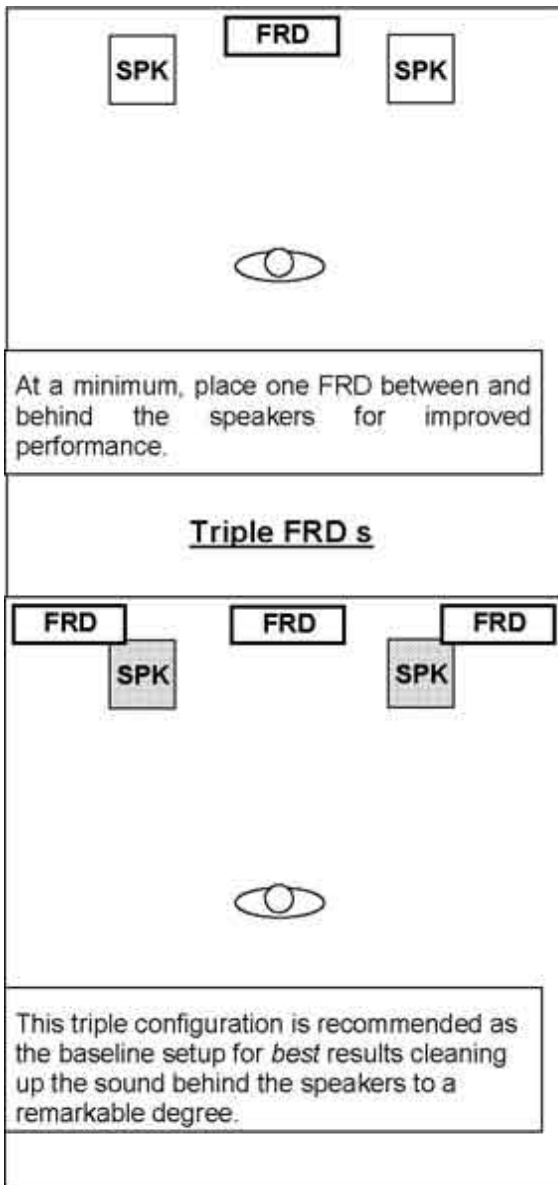 FRD
SPK SPK
At a minimum, place one FRD between and
behind the speakers for improved
performance.
Triple FRD s
FRD FRD FRD
SPK SPK
This triple configuration is recommended as
the baseline setup for best results cleaning
up the sound behind the speakers to a
remarkable degree.